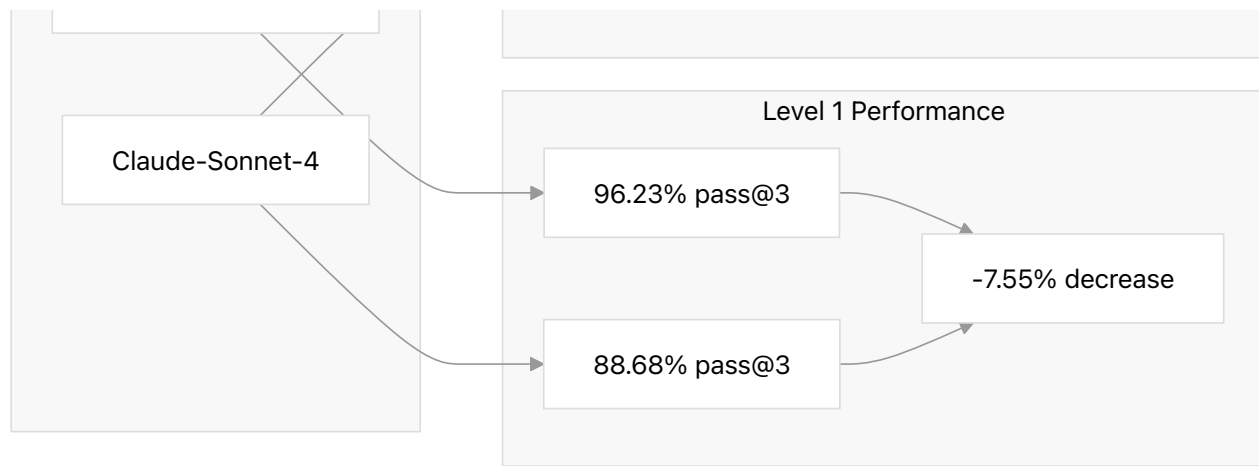 Level 1 Performance
Claude-Sonnet-4
96.23% pass@3
-7.55% decrease
88.68% pass@3